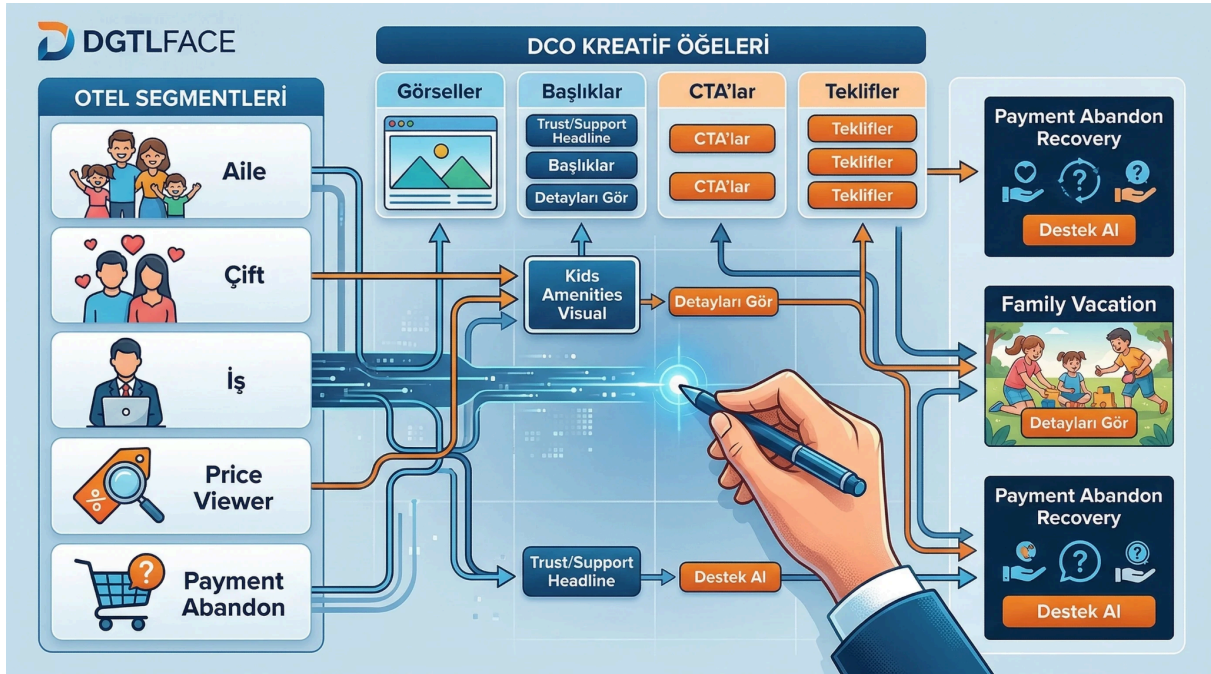 DGTLFACE
OTEL SEGMENTLERİ
Aile
Çift
İş
Price
Viewer
Payment
Abandon
DCO KREATİF ÖĞELERİ
Görseller
Başlıklar
Trust/Support
Headline
Başlıklar
Detayları Gör
CTA'lar
CTA'lar
CTA'lar
Teklifler
Teklifler
Teklifler
Teklifler
Kids
Amenities
Visual
Detayları Gör
Trust/Support
Headline
Destek Al
Payment Abandon
Recovery
Destek Al
Family Vacation
Detayları Gör
Payment Abandon
Recovery
Destek Al